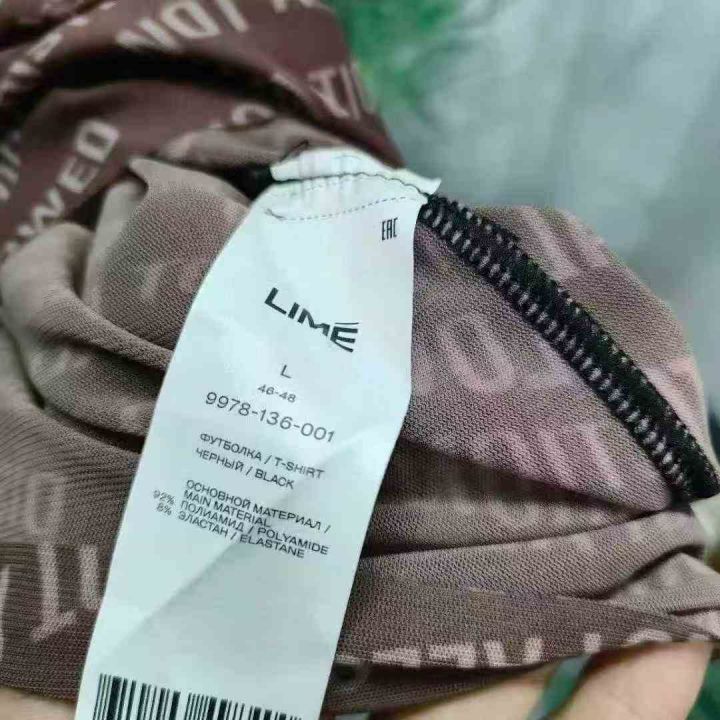 EAC
LIMÉ
L
46-48
9978-136-001
ФУТБОЛКА / T-SHIRT
ЧЕРНЫЙ / BLACK
ОСНОВНОЙ МАТЕРИАЛ /
MAIN MATERIAL
92% ПОЛИАМИД / POLYAMIDE
8% ЭЛАСТАН / ELASTANE